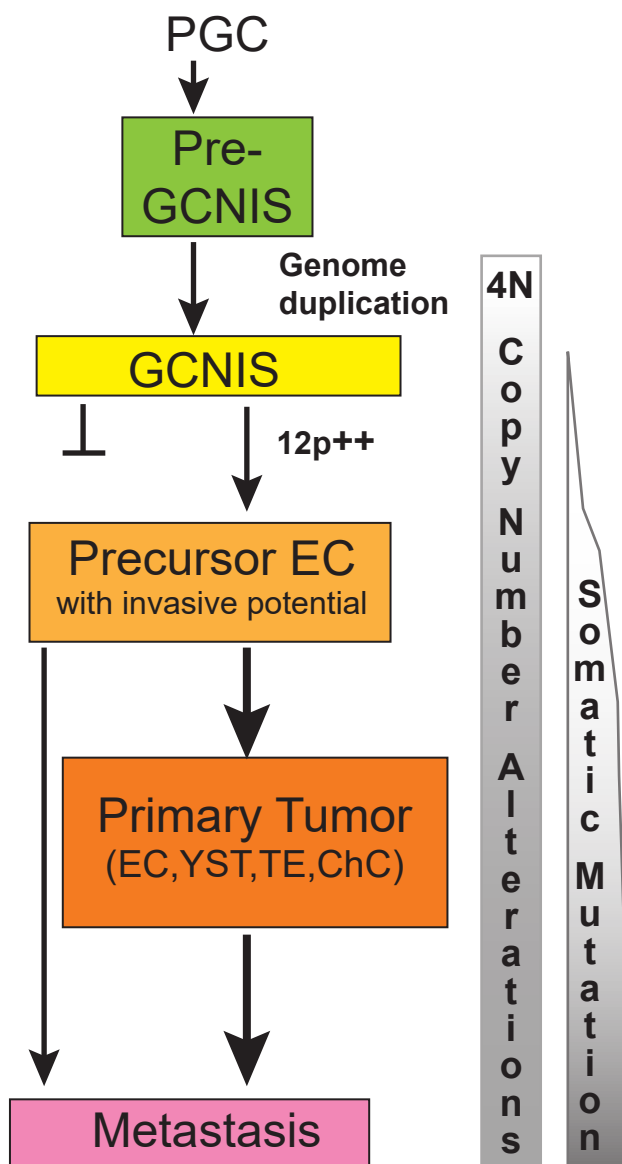 PGC
Pre-
GCNIS
Genome
duplication
GCNIS
12p++
Precursor EC
with invasive potential
Primary Tumor
(EC,YST,TE,ChC)
Metastasis
4N
Copy Number Alterations
Somatic Mutation